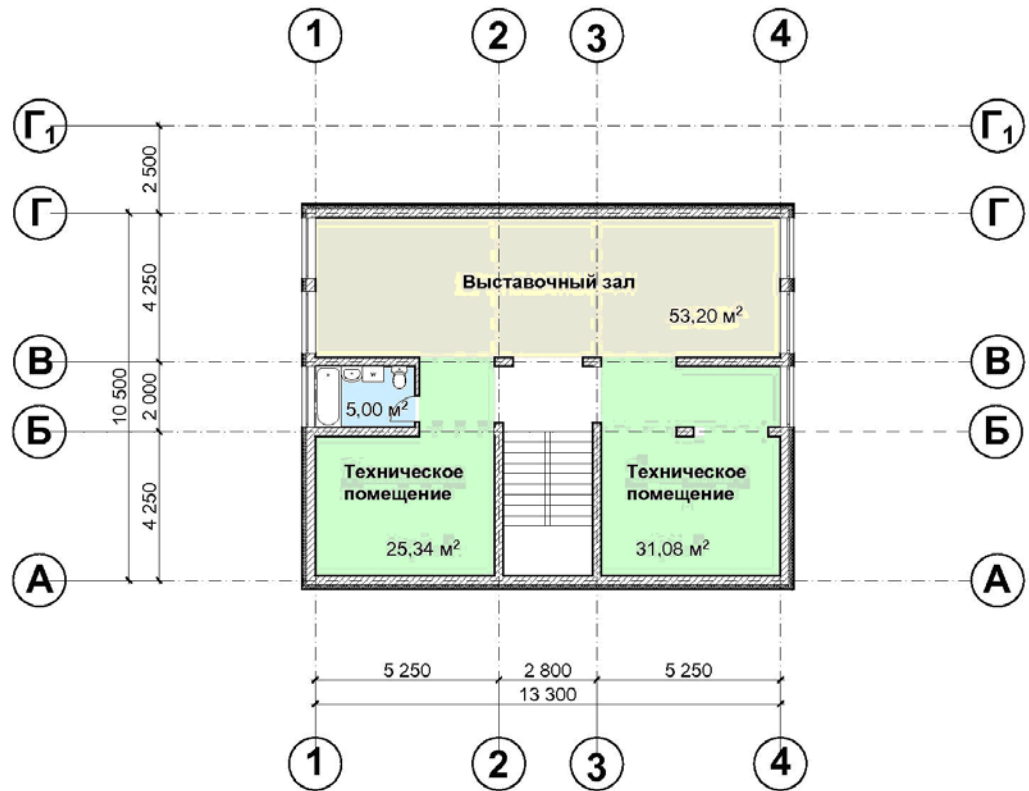 1 2 3 4
Г₁ Г₁
2 500
Г Г
4 250
Выставочный зал
53,20 м²
В В
10 500
2 000
5,00 м²
Б Б
Техническое помещение
Техническое помещение
4 250
25,34 м²
31,08 м²
А А
5 250 2 800 5 250
13 300
1 2 3 4